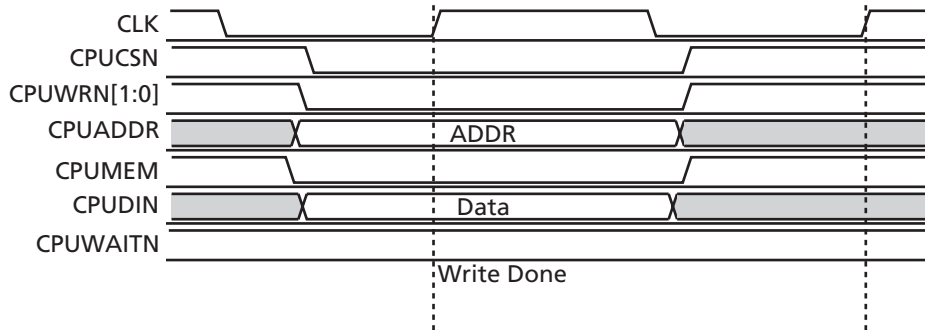 CLK
CPUCSN
CPUWRN[1:0]
CPUADDR ADDR
CPUMEM
CPUDIN Data
CPUWAITN
Write Done